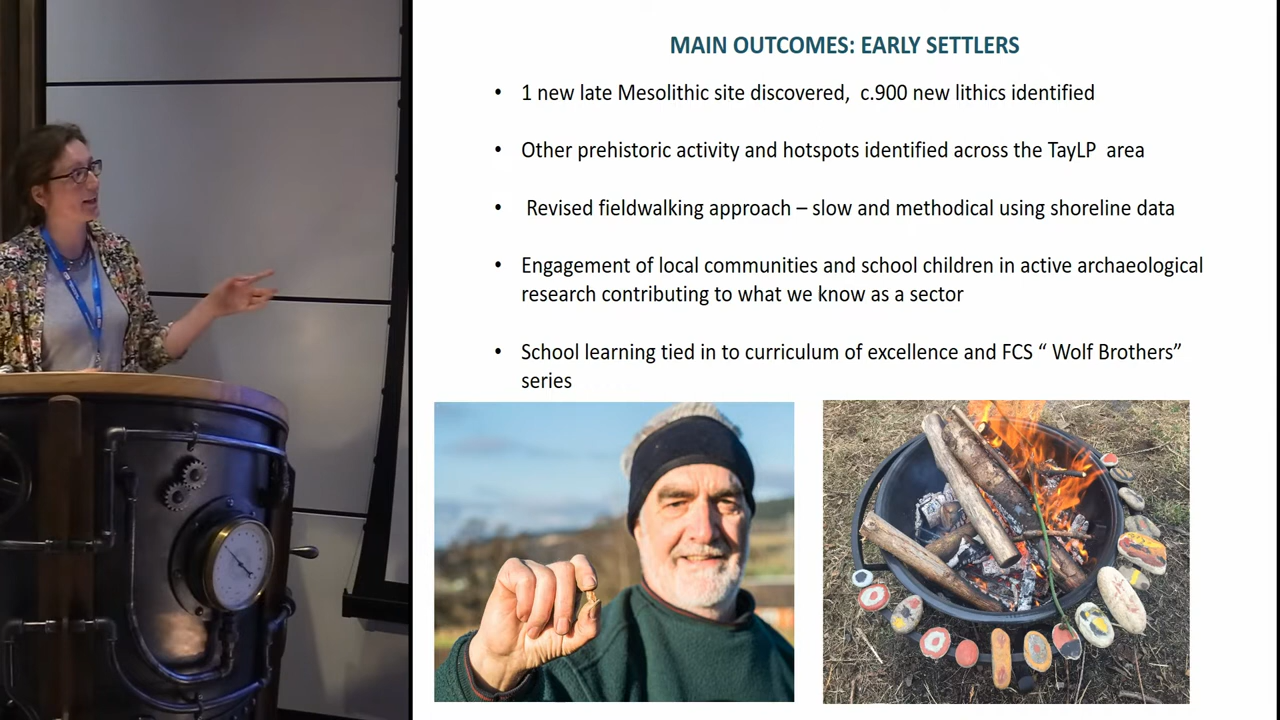 MAIN OUTCOMES: EARLY SETTLERS
• 1 new late Mesolithic site discovered,  c.900 new lithics identified
• Other prehistoric activity and hotspots identified across the TayLP  area
• Revised fieldwalking approach – slow and methodical using shoreline data
• Engagement of local communities and school children in active archaeological
research contributing to what we know as a sector
• School learning tied in to curriculum of excellence and FCS “ Wolf Brothers”
series